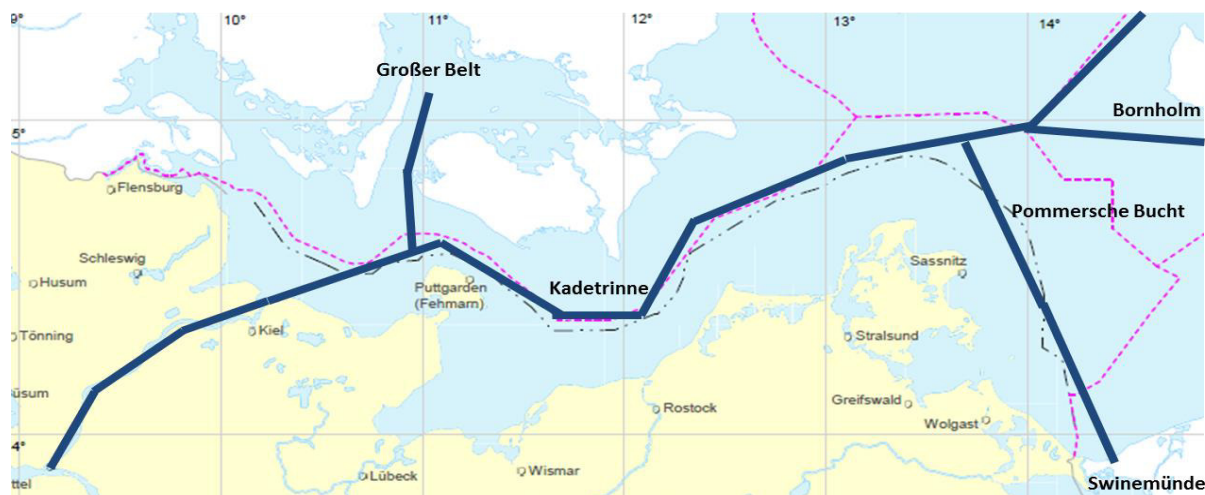 9°
10°
11°
12°
13°
14°
Großer Belt
Bornholm
5°
Flensburg
Pommersche Bucht
Schleswig
Sassnitz
Husum
Puttgarden
(Fehmarn)
Kadetrinne
Kiel
Tönning
Stralsund
üsum
Greifswald
Rostock
Wolgast
4°
Lübeck
Wismar
ttel
Swinemünde